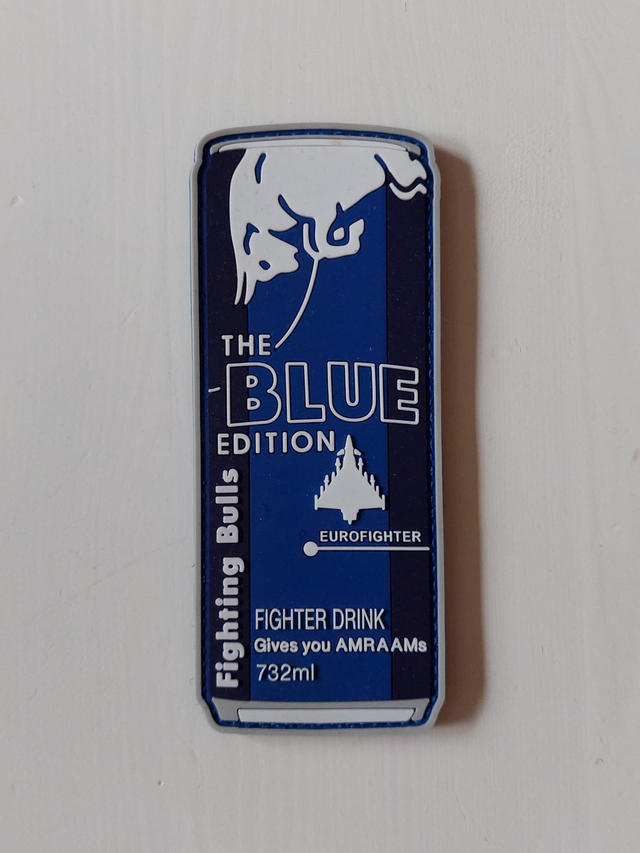 THE
BLUE
EDITION
EUROFIGHTER
Fighting Bulls
FIGHTER DRINK
Gives you AMRAAMs
732ml